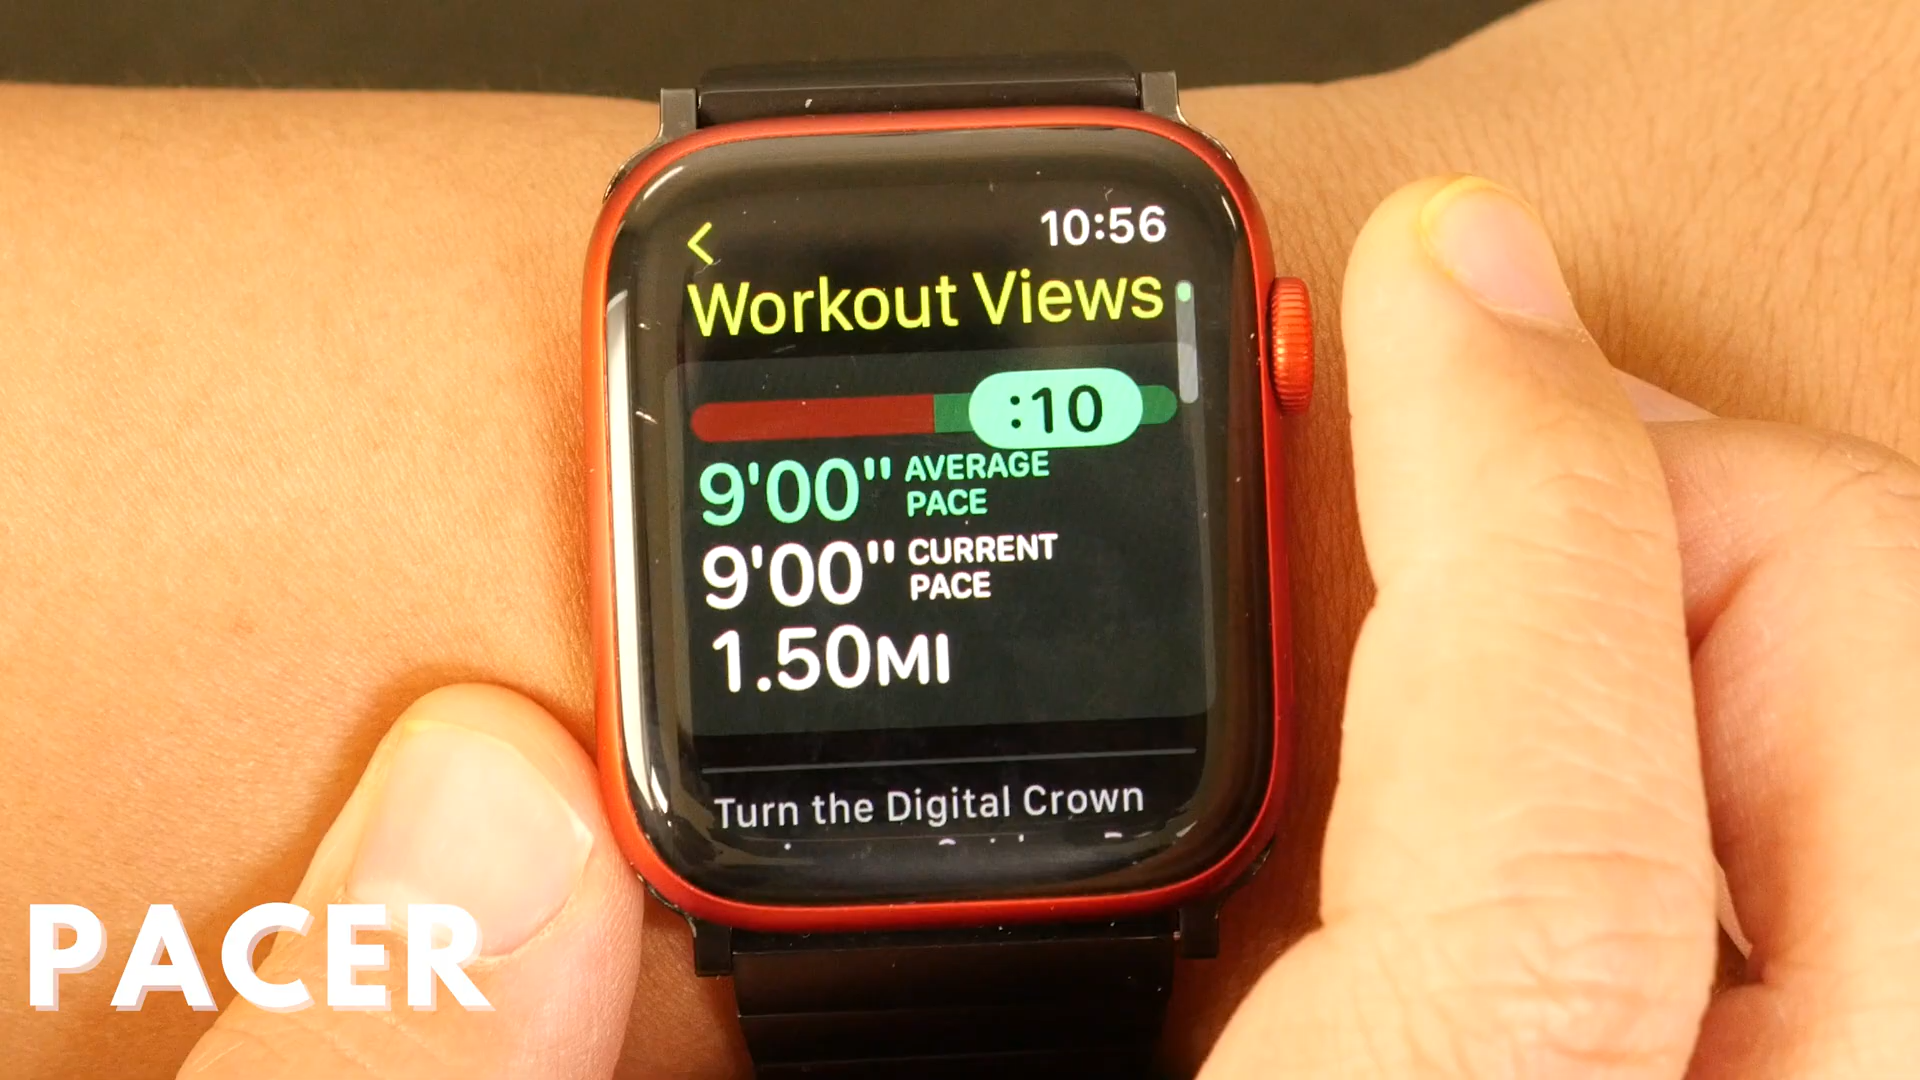 10:56
Workout Views
:10
9'00" AVERAGE
PACE
9'00" CURRENT
PACE
1.50MI
Turn the Digital Crown
PACER